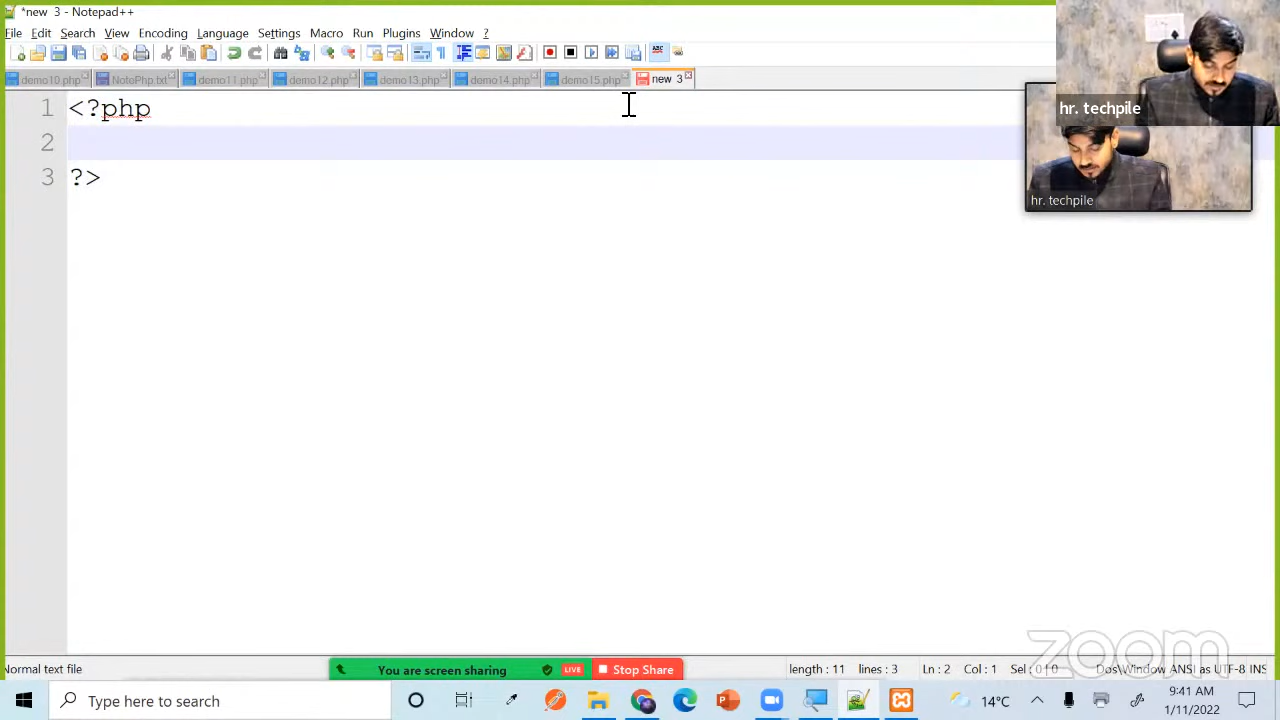 *new 3 - Notepad++
File Edit Search View Encoding Language Settings Macro Run Plugins Window ?
demo10.php NotoPhp.txt demo11.php demo12.php demo13.php demo14.php demo15.php new 3
hr. techpile
hr. techpile
1 <?php
2
3 ?>
zoom
Normal text file
You are screen sharing LIVE Stop Share
length: 11 lines: 3 Ln: 2 Col: 1 Sel: 0 | 0 Dos\Windows ANSI as UTF-8 INS
Type here to search
14°C
9:41 AM
1/11/2022